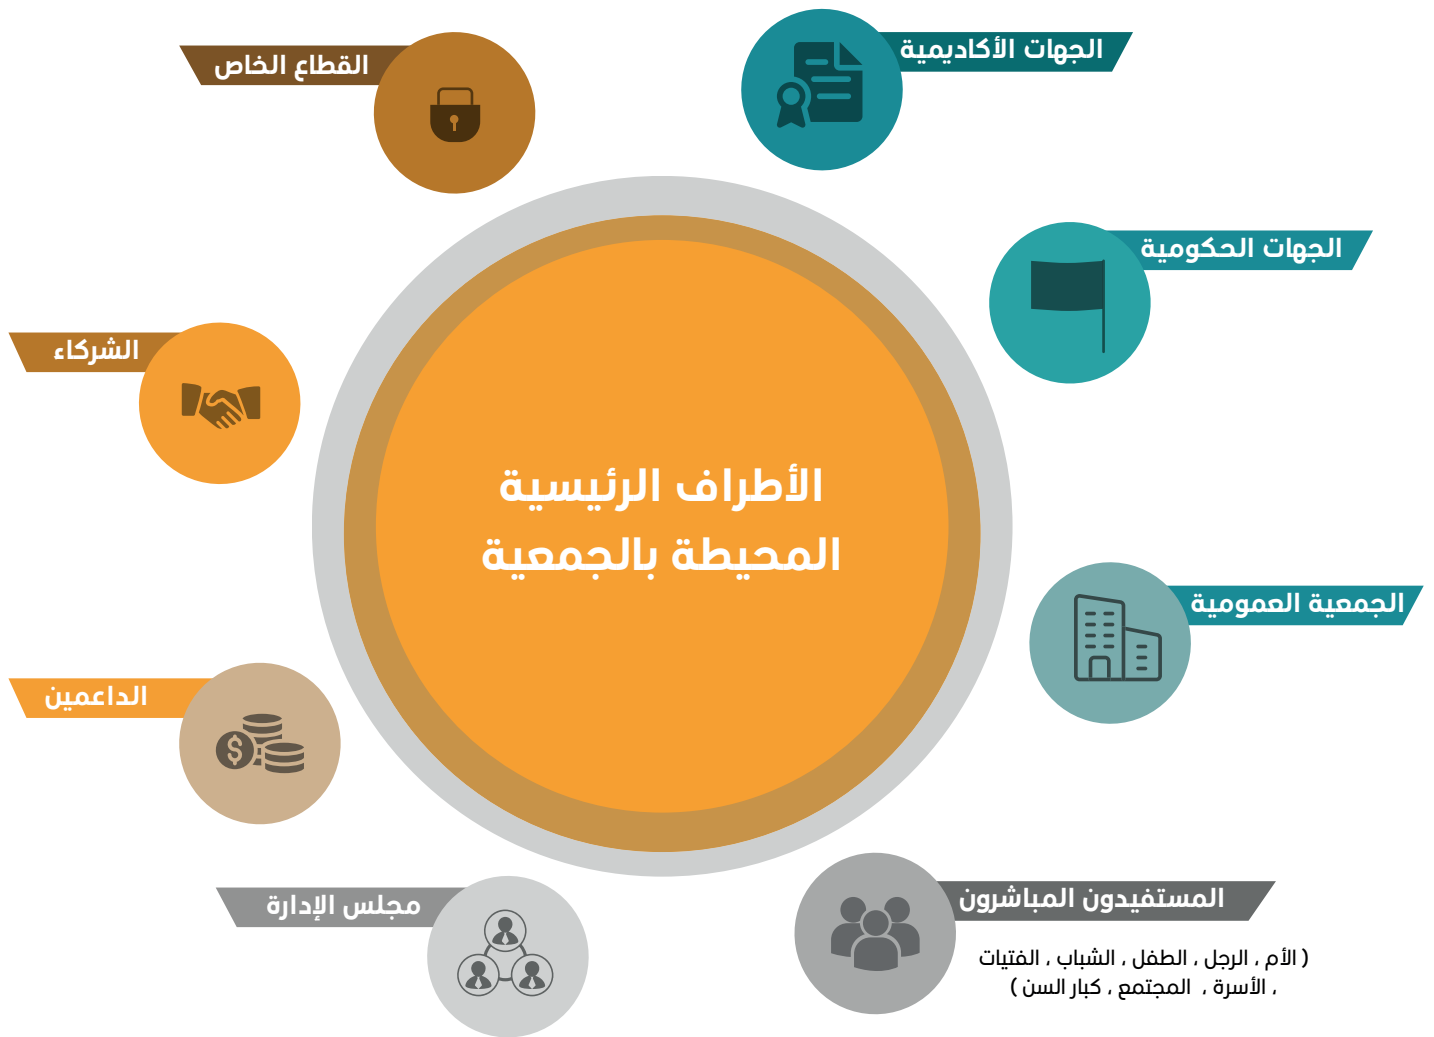 الجهات الأكاديمية
القطاع الخاص
الجهات الحكومية
الشركاء
الأطراف الرئيسية
المحيطة بالجمعية
الجمعية العمومية
الداعمين
المستفيدون المباشرون
( الأم ، الرجل ، الطفل ، الشباب ، الفتيات
، الأسرة ، المجتمع ، كبار السن )
مجلس الإدارة
$